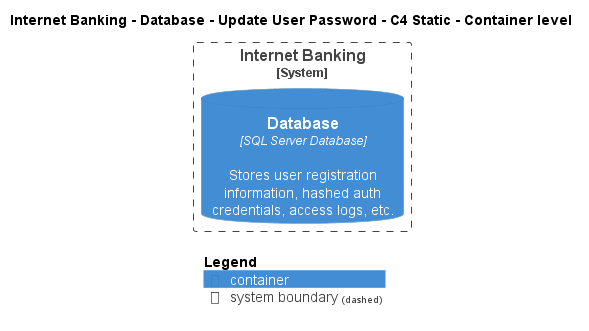 Internet Banking - Database - Update User Password - C4 Static - Container level
Internet Banking
[System]
Database
[SQL Server Database]
Stores user registration
information, hashed auth
credentials, access logs, etc.
Legend
container
system boundary (dashed)